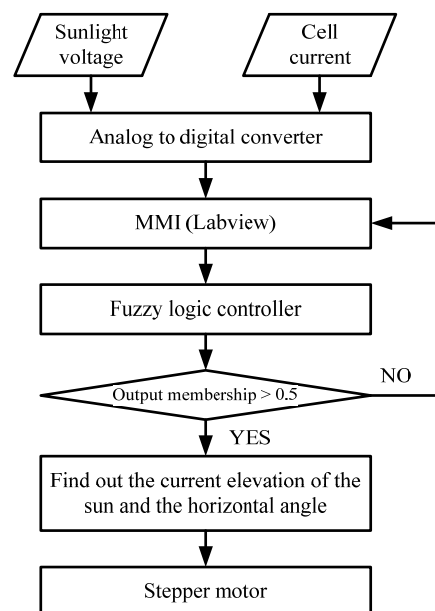 Sunlight
voltage
Cell
current
Analog to digital converter
MMI (Labview)
Fuzzy logic controller
Output membership > 0.5
NO
YES
Find out the current elevation of the
sun and the horizontal angle
Stepper motor